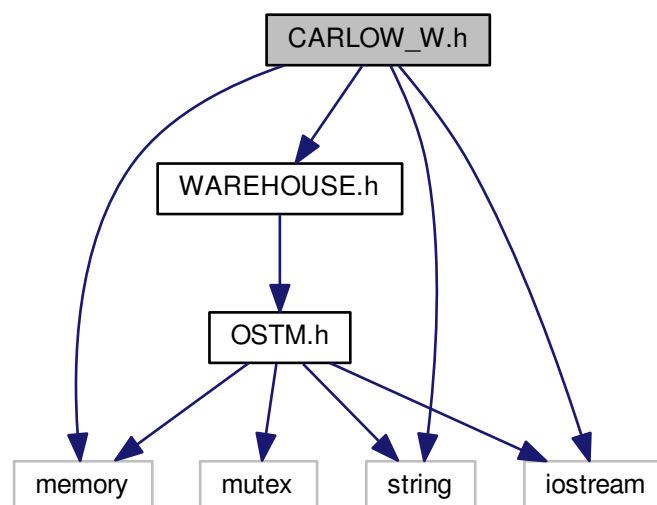 CARLOW_W.h
WAREHOUSE.h
OSTM.h
memory
mutex
string
iostream